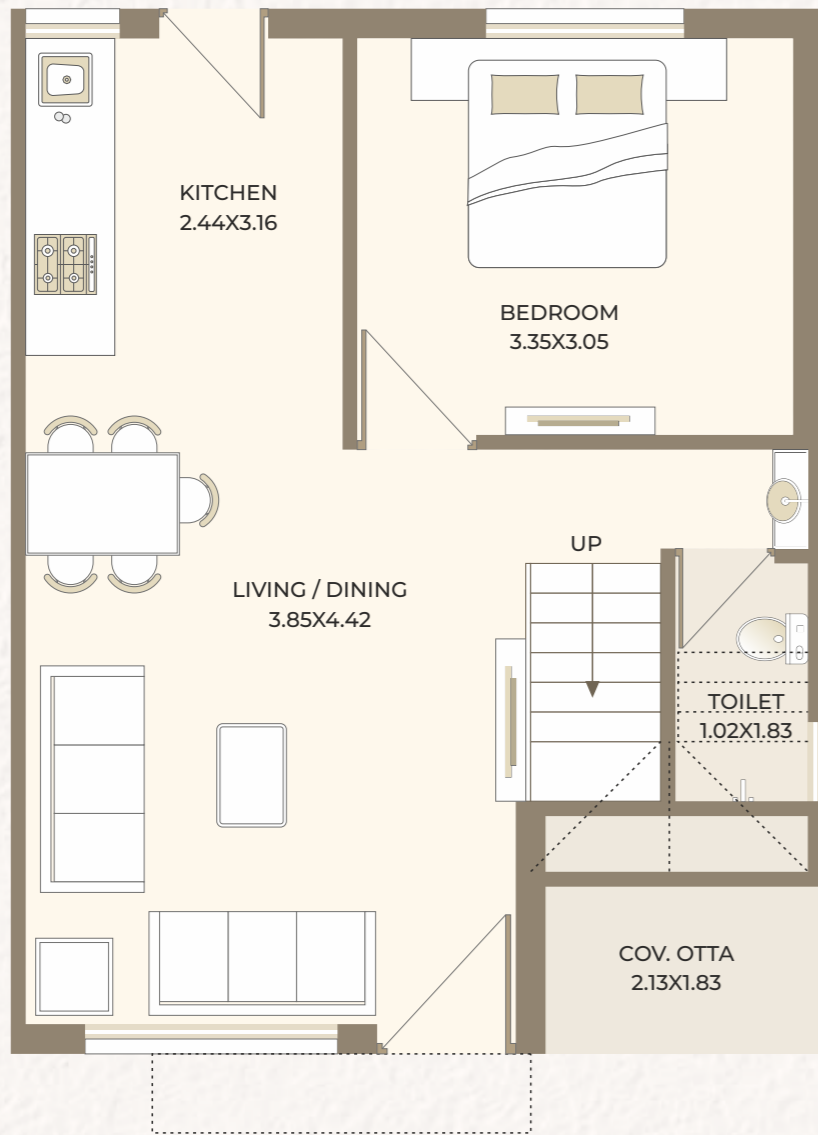 KITCHEN
2.44X3.16
BEDROOM
3.35X3.05
UP
LIVING / DINING
3.85X4.42
TOILET
1.02X1.83
COV. OTTA
2.13X1.83